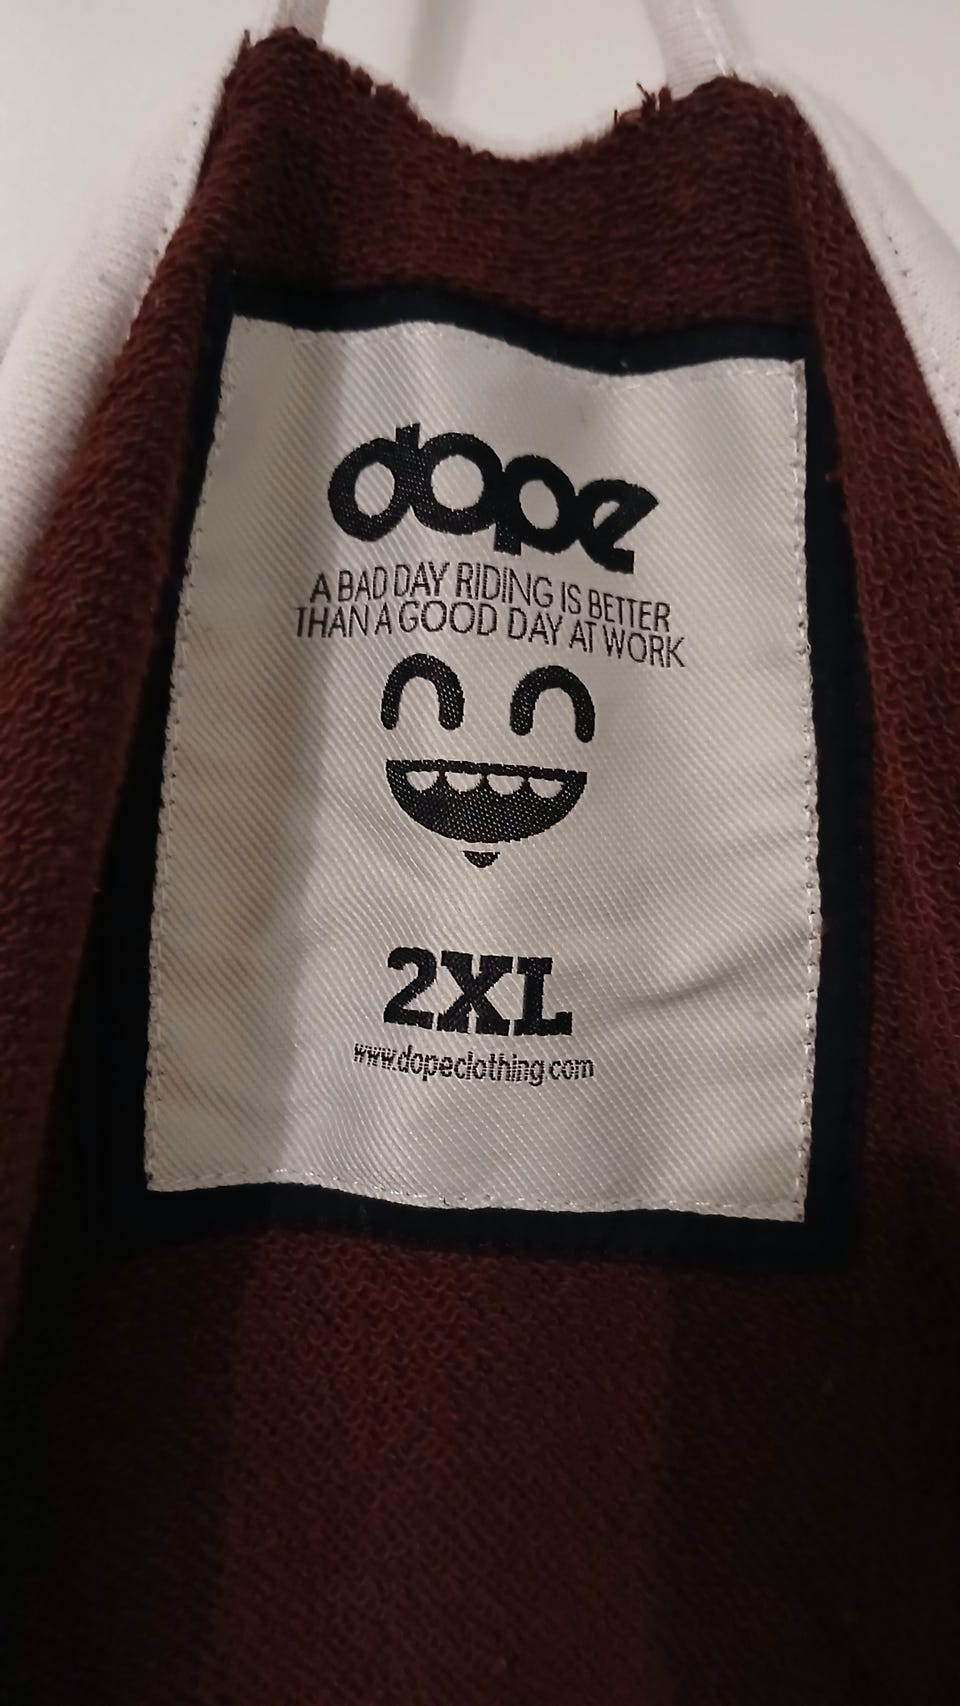 dope
A BAD DAY RIDING IS BETTER
THAN A GOOD DAY AT WORK
2XL
www.dopeclothing.com